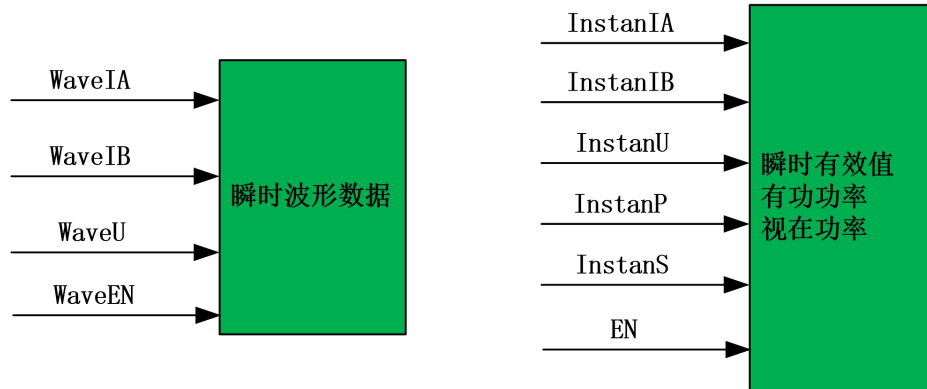 WaveIA
WaveIB
WaveU
WaveEN
瞬时波形数据
InstanIA
InstanIB
InstanU
InstanP
InstanS
EN
瞬时有效值
有功功率
视在功率